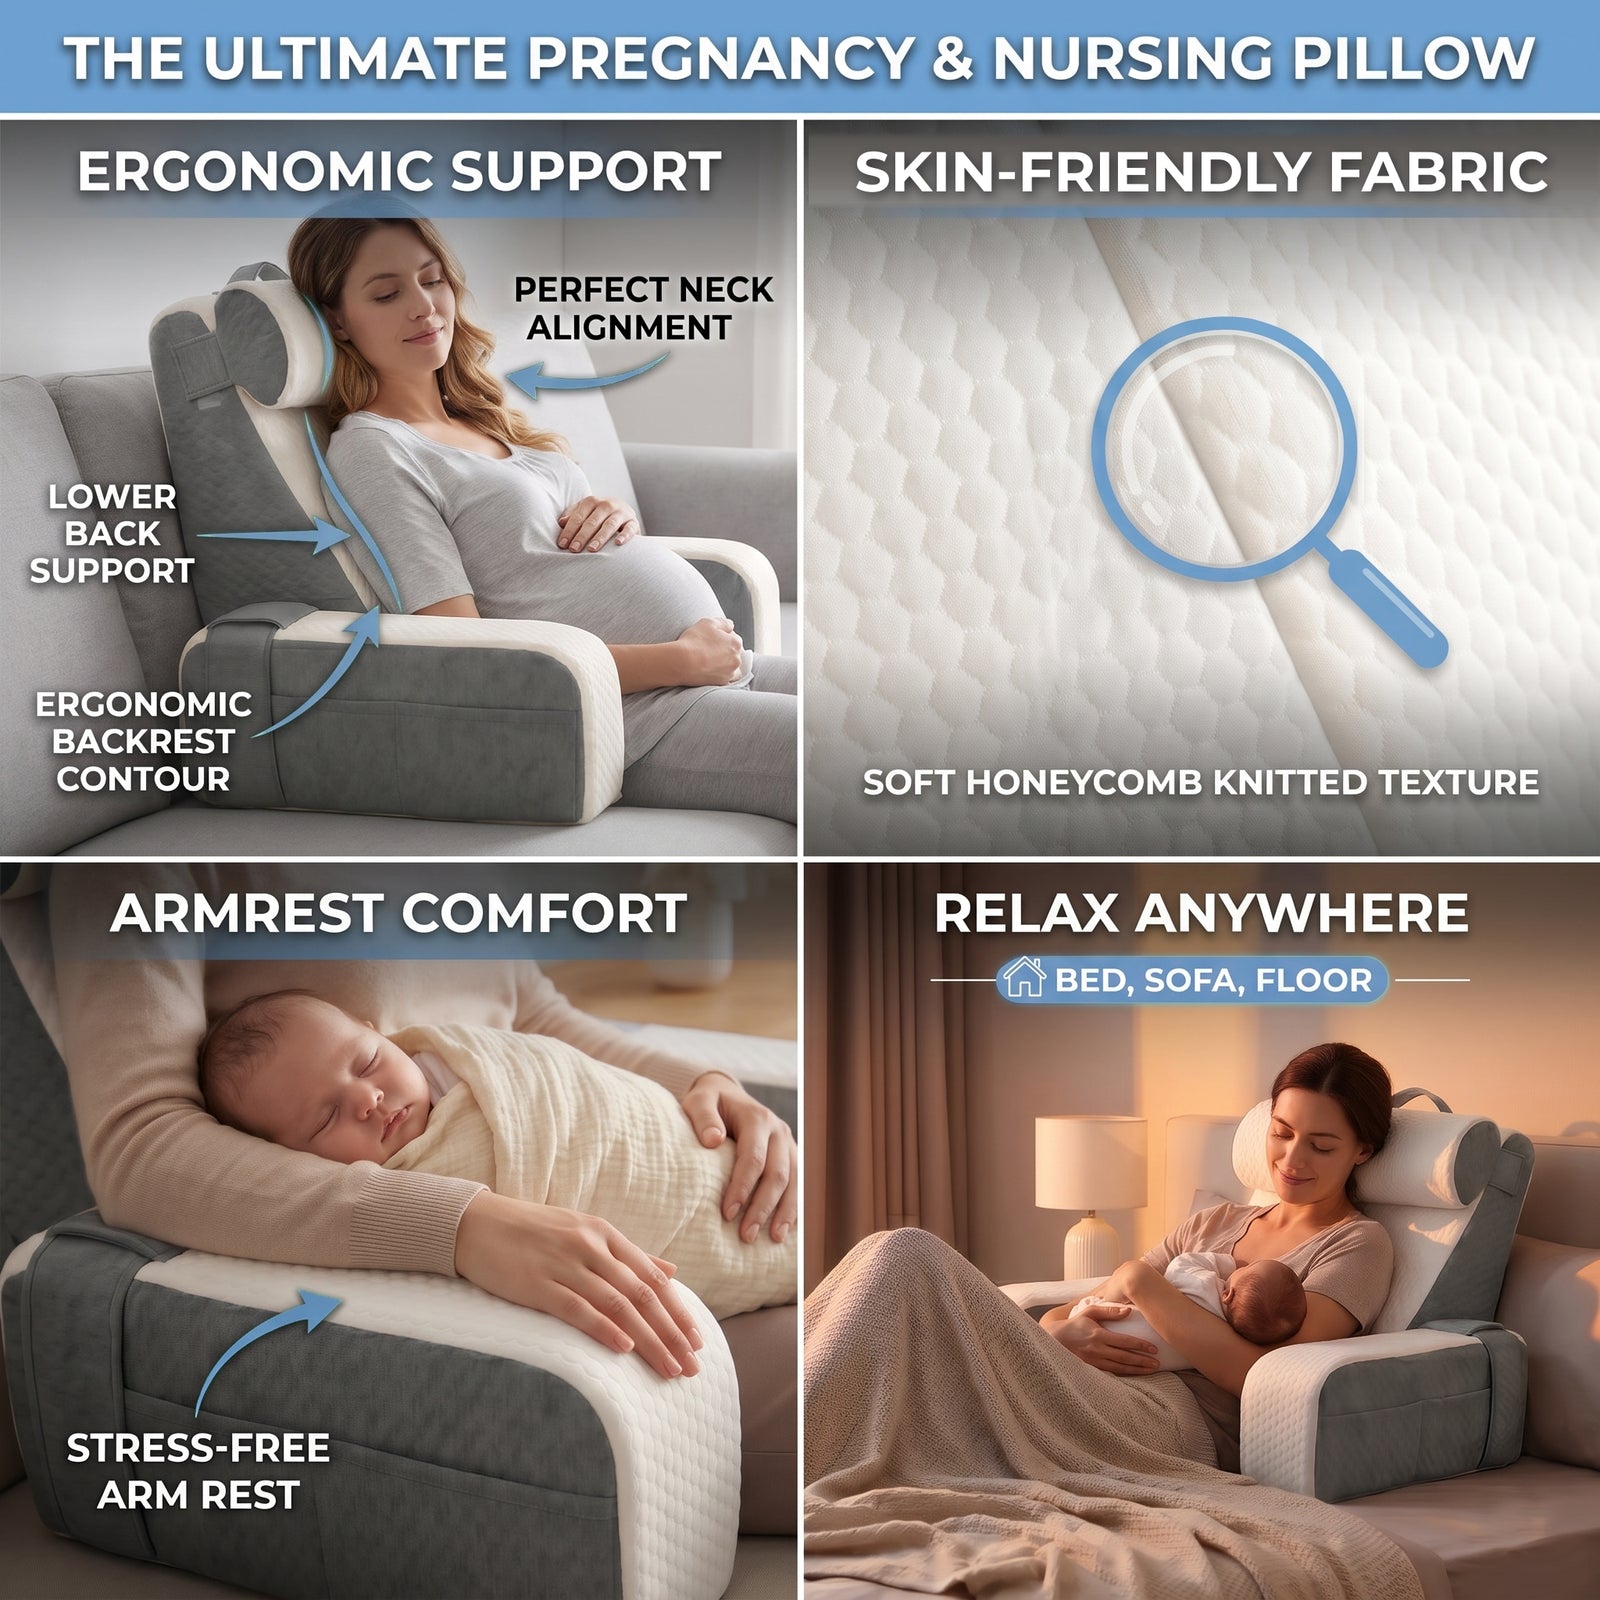 THE ULTIMATE PREGNANCY & NURSING PILLOW
ERGONOMIC SUPPORT
PERFECT NECK
ALIGNMENT
LOWER
BACK
SUPPORT
ERGONOMIC
BACKREST
CONTOUR
SKIN-FRIENDLY FABRIC
SOFT HONEYCOMB KNITTED TEXTURE
ARMREST COMFORT
STRESS-FREE
ARM REST
RELAX ANYWHERE
BED, SOFA, FLOOR